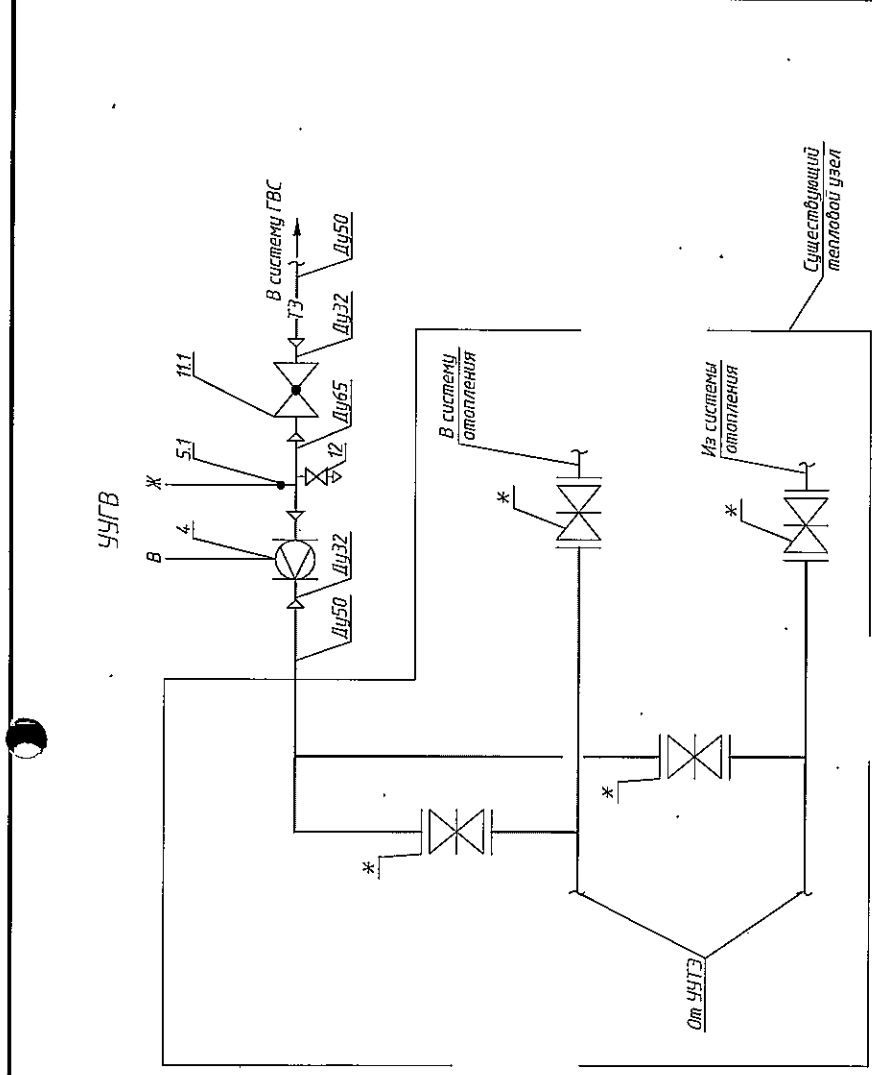 УУГВ
В
4
Ж
5.1
11.1
В систему ГВС
Т3
Ду50
Ду32
Ду65
12
Ду32
Ду50
В систему
отопления
*
Из системы
отопления
*
*
*
От УУТЭ
Существующий
тепловой узел